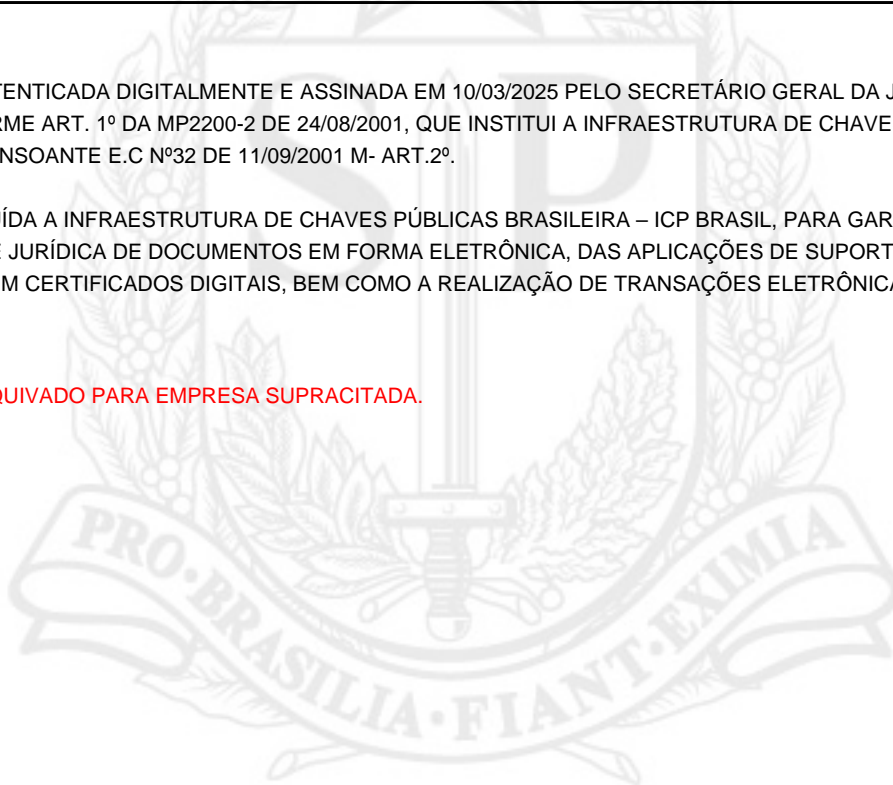 TENTICADA DIGITALMENTE E ASSINADA EM 10/03/2025 PELO SECRETÁRIO GERAL DA J
RME ART. 1º DA MP2200-2 DE 24/08/2001, QUE INSTITUI A INFRAESTRUTURA DE CHAVE
NSOANTE E.C Nº32 DE 11/09/2001 M- ART.2º.
ÍDA A INFRAESTRUTURA DE CHAVES PÚBLICAS BRASILEIRA – ICP BRASIL, PARA GAR
E JURÍDICA DE DOCUMENTOS EM FORMA ELETRÔNICA, DAS APLICAÇÕES DE SUPORT
M CERTIFICADOS DIGITAIS, BEM COMO A REALIZAÇÃO DE TRANSAÇÕES ELETRÔNICA
QUIVADO PARA EMPRESA SUPRACITADA.
SP
PRO·BRASILIA·FIANT·EXIMIA